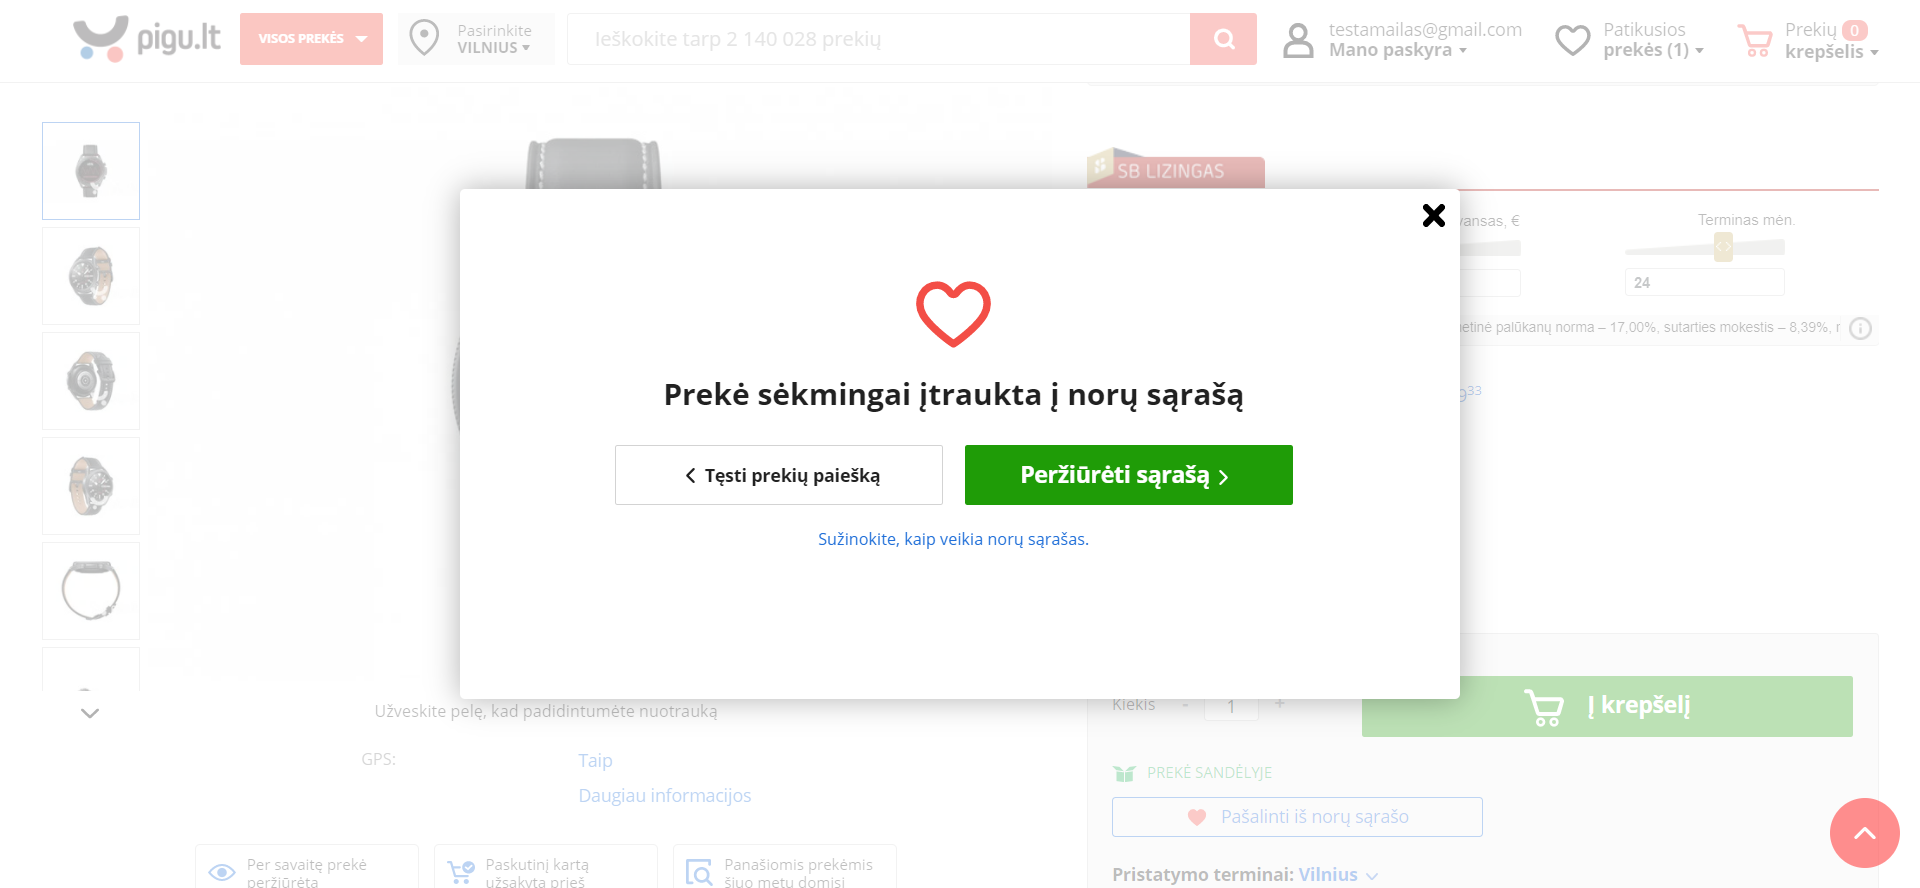 pigu.lt
VISOS PREKĖS
Pasirinkite
VILNIUS
Ieškokite tarp 2 140 028 prekių
testamailas@gmail.com
Mano paskyra
Patikusios
prekės (1)
Prekių 0
krepšelis
SB LIZINGAS
vansas, €
Terminas mėn.
24
etinė palūkanų norma – 17,00%, sutarties mokestis – 8,39%, r
9 33
Prekė sėkmingai įtraukta į norų sąrašą
Tęsti prekių paiešką
Peržiūrėti sąrašą
Sužinokite, kaip veikia norų sąrašas.
Užveskite pelę, kad padidintumėte nuotrauką
Kiekis - 1 +
Į krepšelį
GPS: Taip
Daugiau informacijos
PREKĖ SANDĖLYJE
Pašalinti iš norų sąrašo
Per savaitę prekė
peržiūrėta
Paskutinį kartą
užsakyta prieš
Panašiomis prekėmis
šiuo metu domisi
Pristatymo terminai: Vilnius